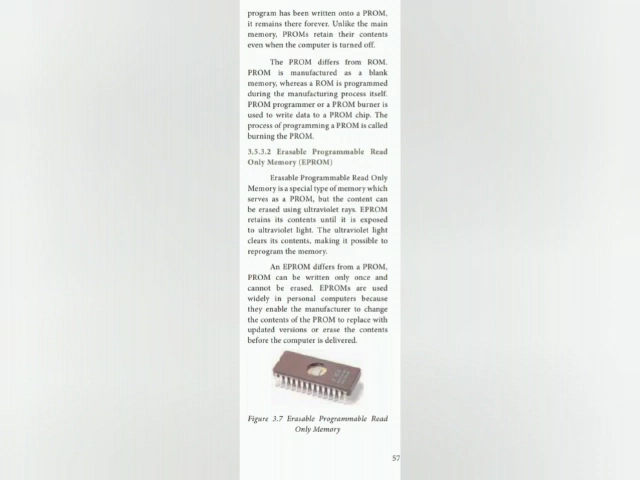 program has been written onto a PROM,
it remains there forever. Unlike the main
memory, PROMs retain their contents
even when the computer is turned off.
The PROM differs from ROM.
PROM is manufactured as a blank
memory, whereas a ROM is programmed
during the manufacturing process itself.
PROM programmer or a PROM burner is
used to write data to a PROM chip. The
process of programming a PROM is called
burning the PROM.
3.5.3.2 Erasable Programmable Read
Only Memory (EPROM)
Erasable Programmable Read Only
Memory is a special type of memory which
serves as a PROM, but the content can
be erased using ultraviolet rays. EPROM
retains its contents until it is exposed
to ultraviolet light. The ultraviolet light
clears its contents, making it possible to
reprogram the memory.
An EPROM differs from a PROM,
PROM can be written only once and
cannot be erased. EPROMs are used
widely in personal computers because
they enable the manufacturer to change
the contents of the PROM to replace with
updated versions or erase the contents
before the computer is delivered.
Figure 3.7 Erasable Programmable Read
Only Memory
57